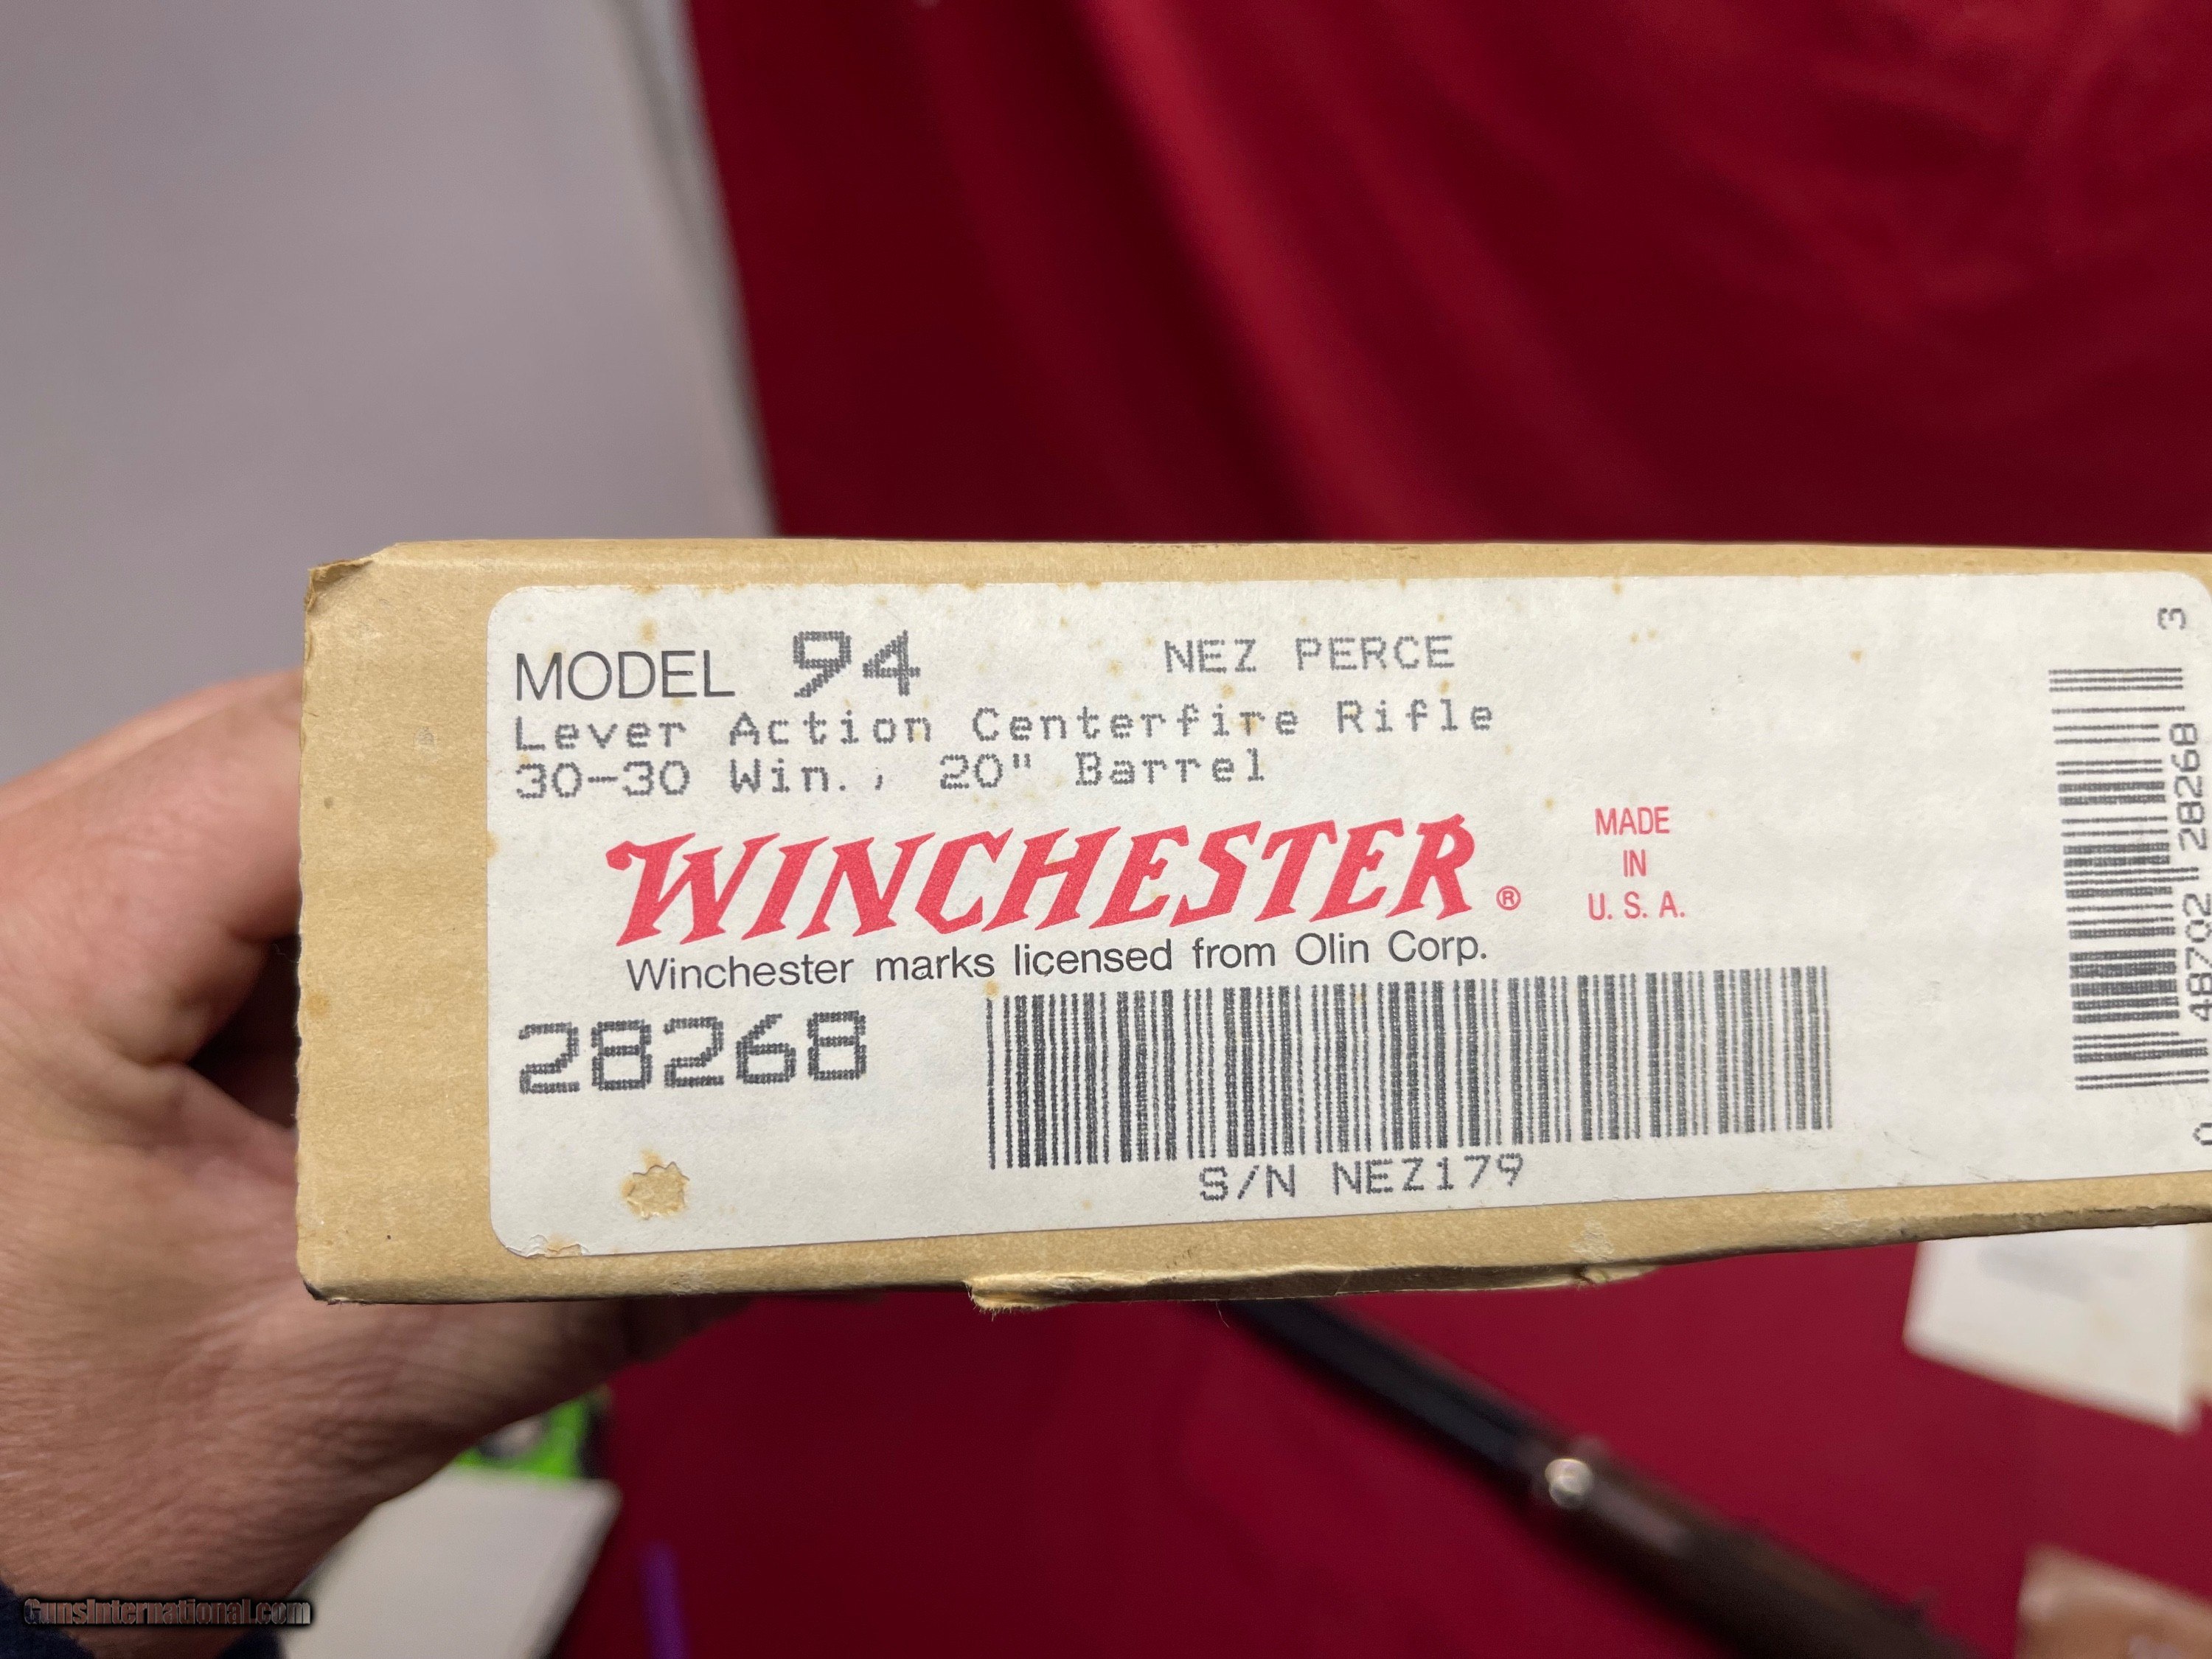 MODEL 94 NEZ PERCE
Lever Action Centerfire Rifle
30-30 Win., 20" Barrel
WINCHESTER®
MADE
IN
U.S.A.
Winchester marks licensed from Olin Corp.
28268
S/N NEZ179
0 48702 28268 3
GunsInternational.com